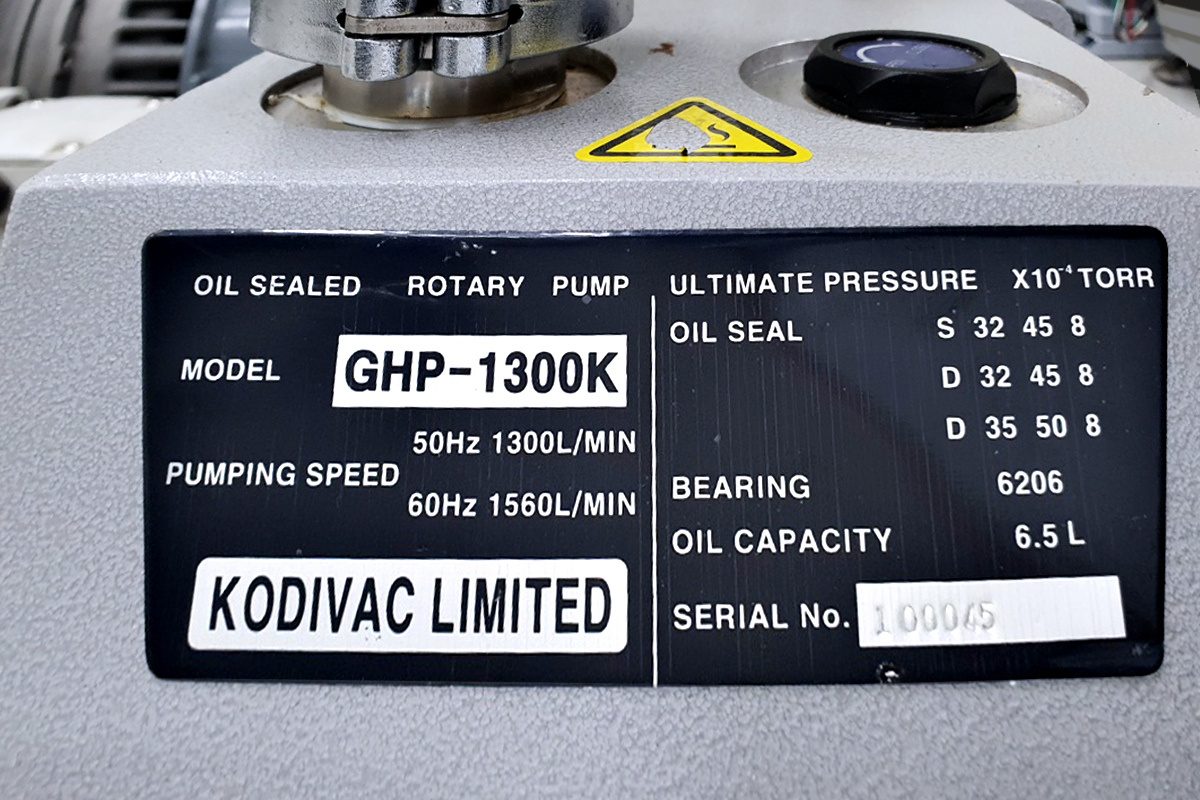 OIL SEALED ROTARY PUMP
MODEL GHP-1300K
50Hz 1300L/MIN
PUMPING SPEED
60Hz 1560L/MIN
KODIVAC LIMITED
ULTIMATE PRESSURE X10⁻⁴ TORR
OIL SEAL S 32 45 8
D 32 45 8
D 35 50 8
BEARING 6206
OIL CAPACITY 6.5 L
SERIAL No. 100045